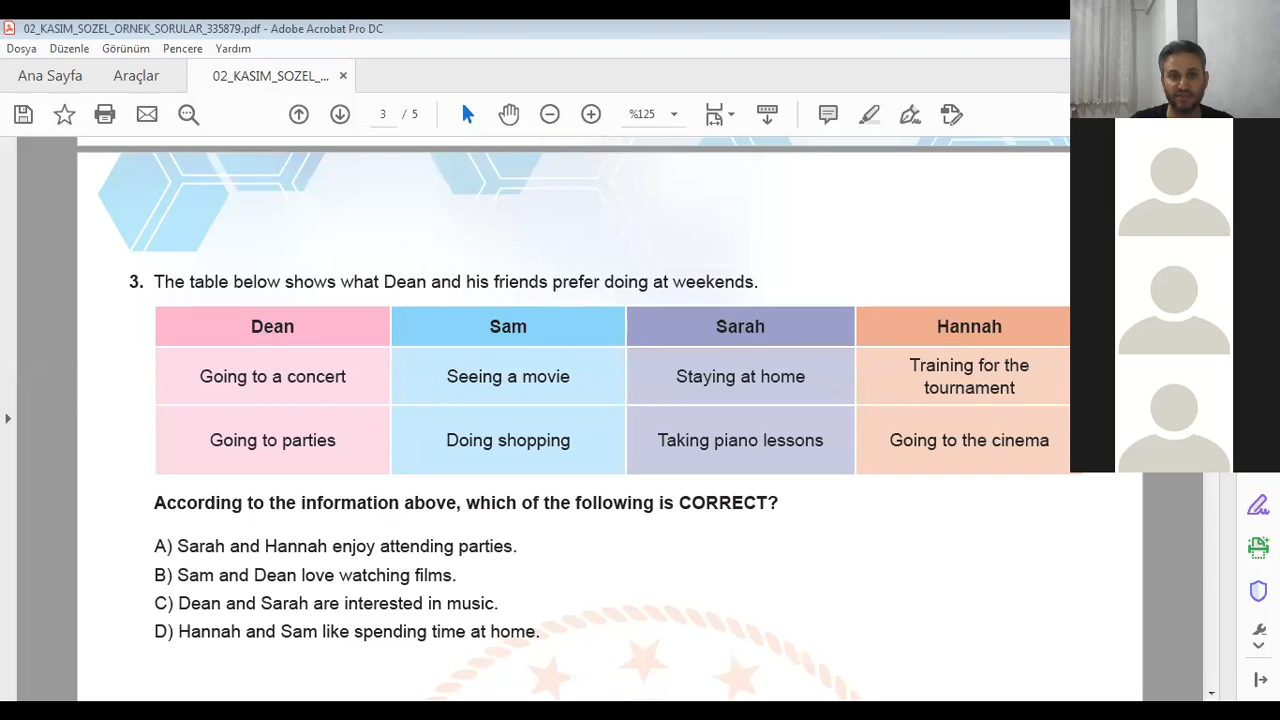 02_KASIM_SOZEL_ORNEK_SORULAR_335879.pdf - Adobe Acrobat Pro DC
Dosya Düzenle Görünüm Pencere Yardım
Ana Sayfa Araçlar 02_KASIM_SOZEL_... ×
3 / 5 %125
3. The table below shows what Dean and his friends prefer doing at weekends.
Dean Sam Sarah Hannah
Going to a concert Seeing a movie Staying at home Training for the
tournament
Going to parties Doing shopping Taking piano lessons Going to the cinema
According to the information above, which of the following is CORRECT?
A) Sarah and Hannah enjoy attending parties.
B) Sam and Dean love watching films.
C) Dean and Sarah are interested in music.
D) Hannah and Sam like spending time at home.